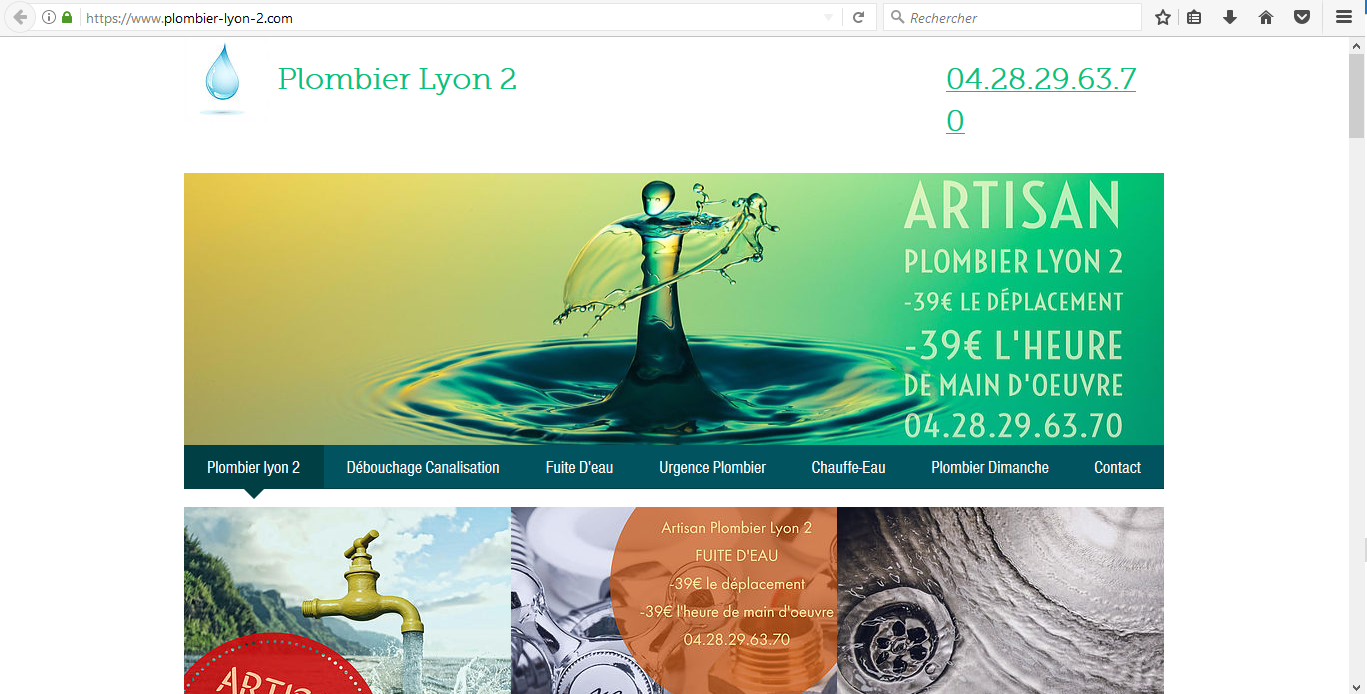 https://www.plombier-lyon-2.com
Rechercher
Plombier Lyon 2
04.28.29.63.7
0
ARTISAN
PLOMBIER LYON 2
-39€ LE DÉPLACEMENT
-39€ L'HEURE
DE MAIN D'OEUVRE
04.28.29.63.70
Plombier lyon 2
Débouchage Canalisation
Fuite D'eau
Urgence Plombier
Chauffe-Eau
Plombier Dimanche
Contact
Artisan Plombier Lyon 2
FUITE D'EAU
-39€ le déplacement
-39€ l'heure de main d'oeuvre
04.28.29.63.70